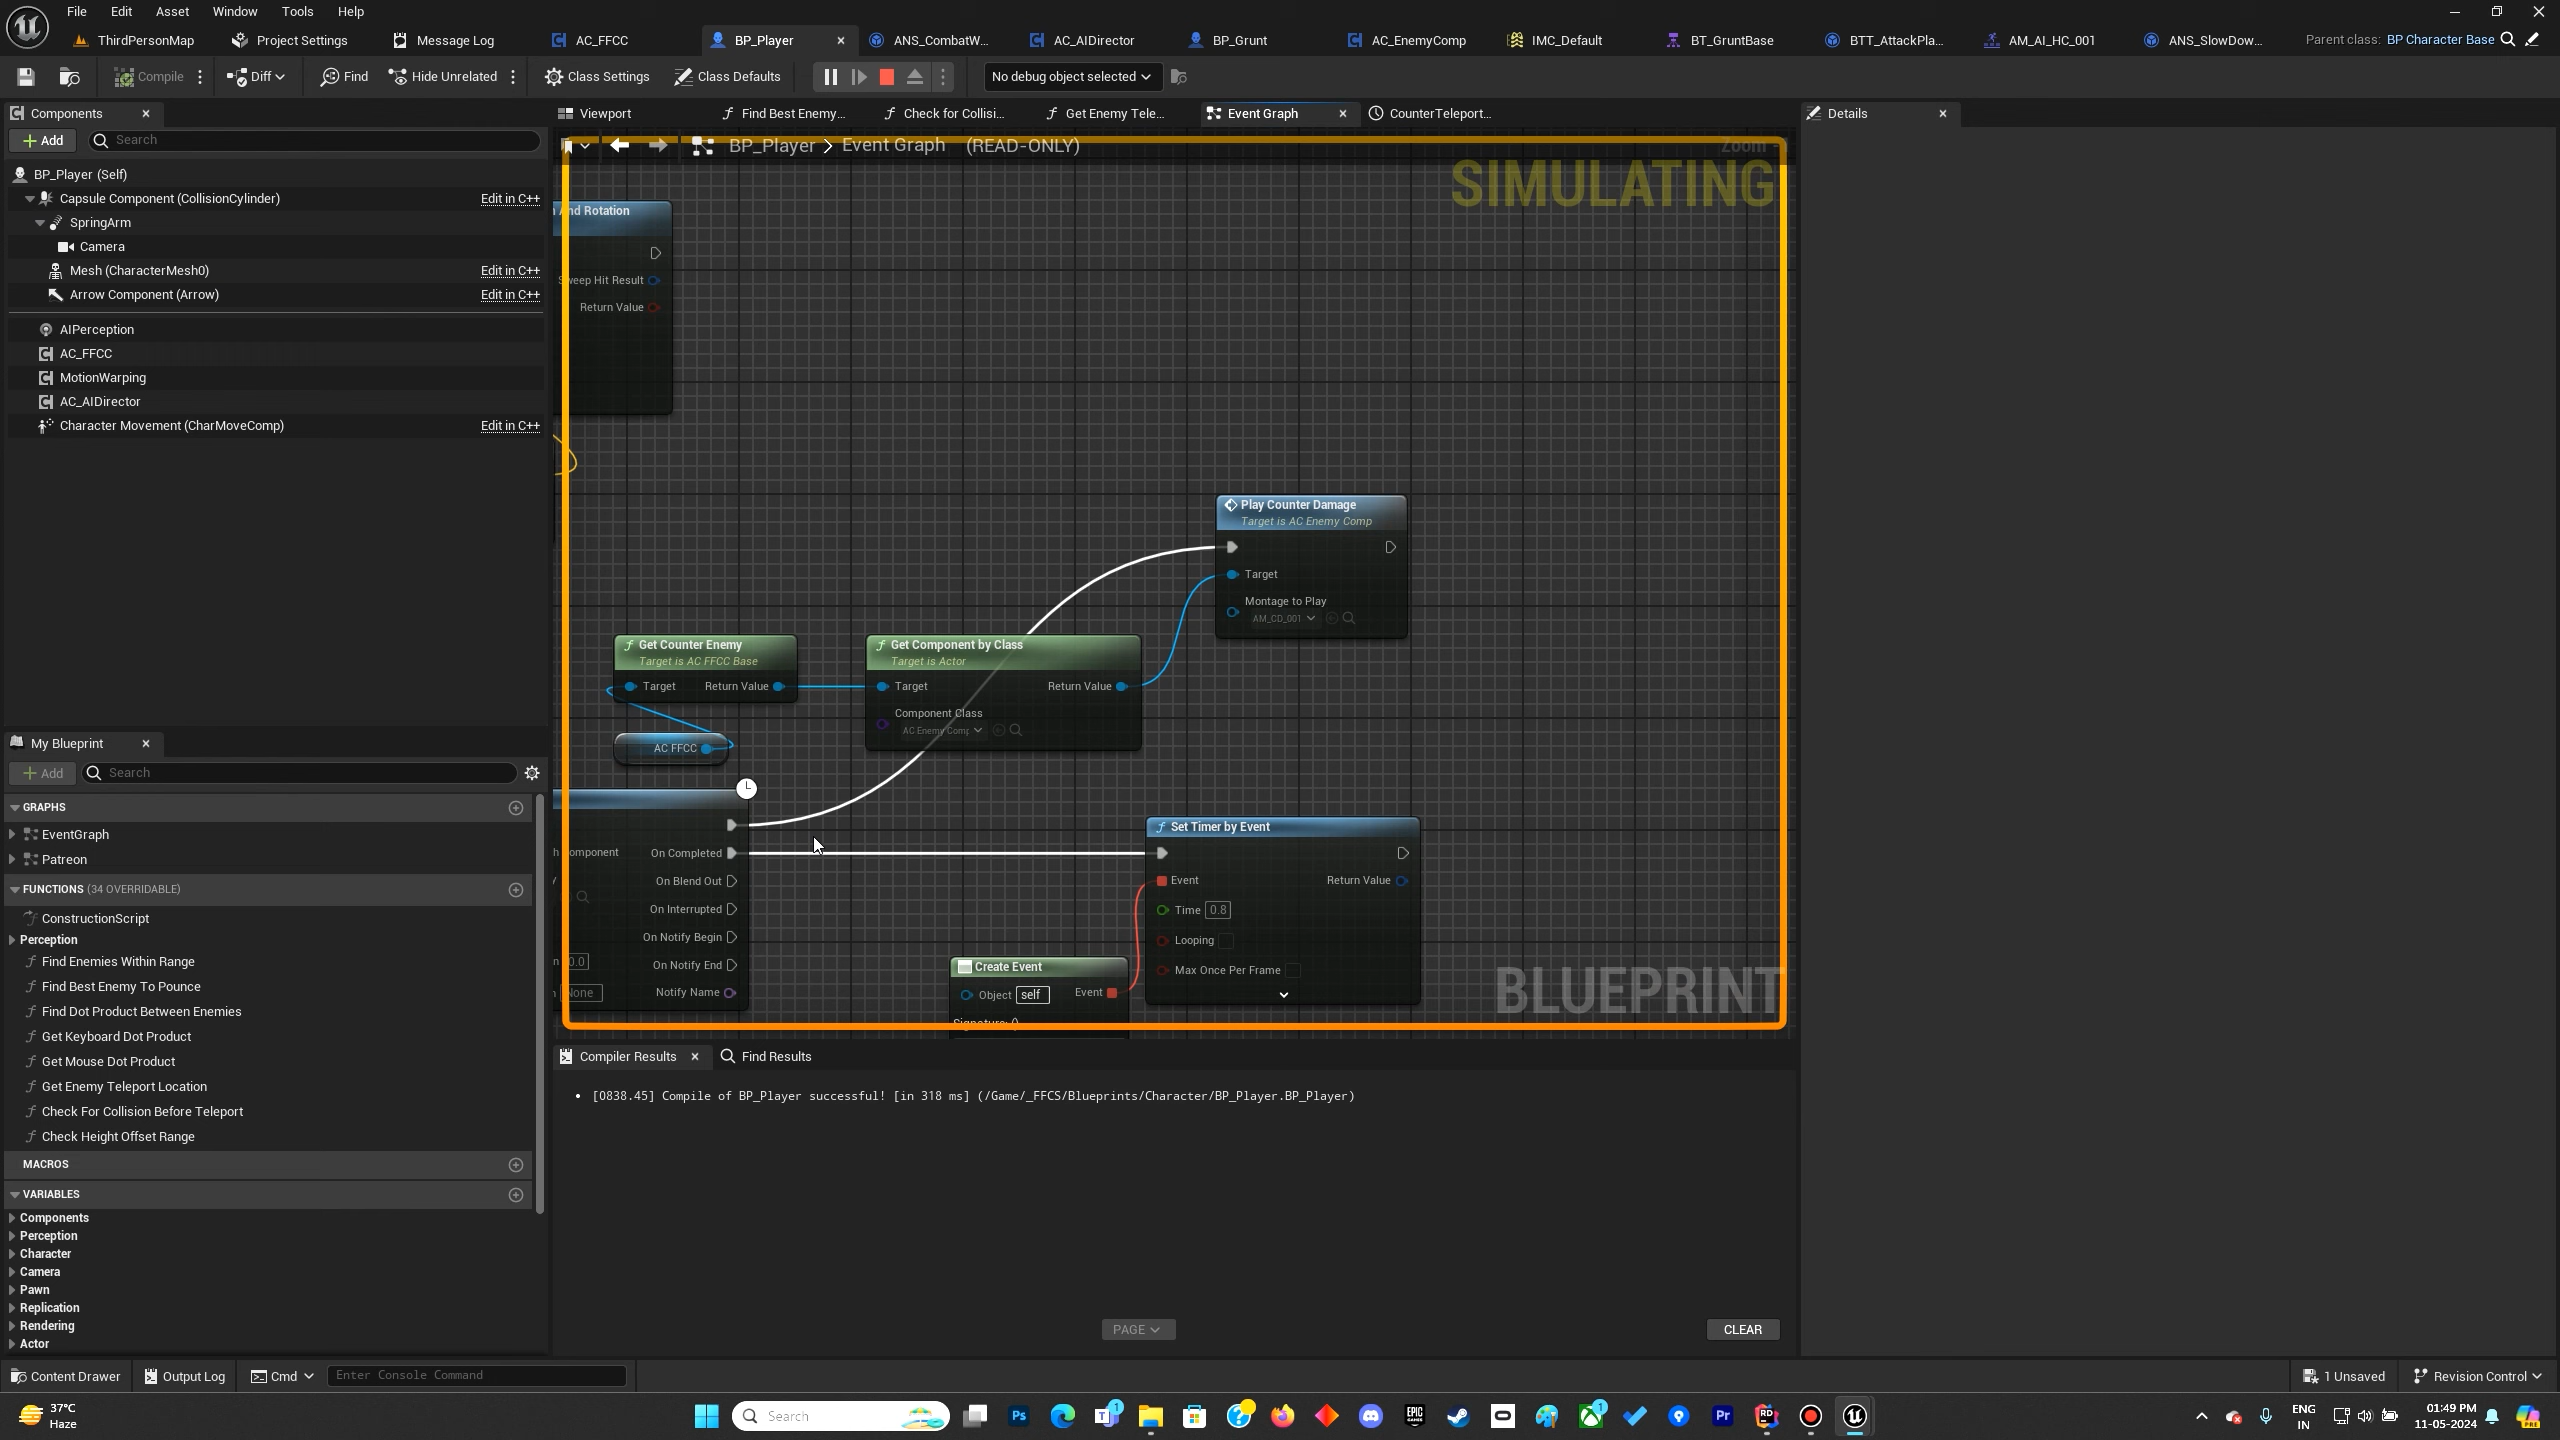 File Edit Asset Window Tools Help
ThirdPersonMap Project Settings Message Log AC_FFCC BP_Player ANS_CombatW... AC_AIDirector BP_Grunt AC_EnemyComp IMC_Default BT_GruntBase BTT_AttackPla... AM_AI_HC_001 ANS_SlowDow... Parent class: BP Character Base
Compile Diff Find Hide Unrelated Class Settings Class Defaults No debug object selected
Components
Add Search
BP_Player (Self)
Capsule Component (CollisionCylinder) Edit in C++
SpringArm
Camera
Mesh (CharacterMesh0) Edit in C++
Arrow Component (Arrow) Edit in C++
AIPerception
AC_FFCC
MotionWarping
AC_AIDirector
Character Movement (CharMoveComp) Edit in C++
My Blueprint
Add Search
GRAPHS
EventGraph
Patreon
FUNCTIONS (34 OVERRIDABLE)
ConstructionScript
Perception
Find Enemies Within Range
Find Best Enemy To Pounce
Find Dot Product Between Enemies
Get Keyboard Dot Product
Get Mouse Dot Product
Get Enemy Teleport Location
Check For Collision Before Teleport
Check Height Offset Range
MACROS
VARIABLES
Components
Perception
Character
Camera
Pawn
Replication
Rendering
Actor
Viewport Find Best Enemy... Check for Collisi... Get Enemy Tele... Event Graph CounterTeleport...
BP_Player > Event Graph (READ-ONLY)
Zoom
SIMULATING
And Rotation
Sweep Hit Result
Return Value
Play Counter Damage
Target is AC Enemy Comp
Target
Montage to Play
AM_CD_001
Get Counter Enemy
Target is AC FFCC Base
Target Return Value
AC FFCC
Get Component by Class
Target is Actor
Target Return Value
Component Class
AC Enemy Comp
Component On Completed
On Blend Out
On Interrupted
On Notify Begin
0.0 On Notify End
None Notify Name
Set Timer by Event
Event Return Value
Time 0.8
Looping
Max Once Per Frame
Create Event
Object self Event
Signature: ()
BLUEPRINT
Compiler Results Find Results
[0838.45] Compile of BP_Player successful! [in 318 ms] (/Game/_FFCS/Blueprints/Character/BP_Player.BP_Player)
PAGE CLEAR
Details
Content Drawer Output Log Cmd Enter Console Command 1 Unsaved Revision Control
37°C
Haze
Search
ENG
IN
01:49 PM
11-05-2024